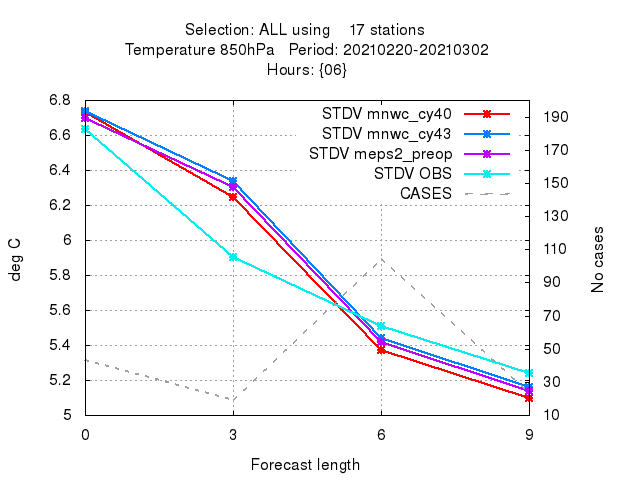 Selection: ALL using 17 stations
Temperature 850hPa Period: 20210220-20210302
Hours: {06}
6.8
6.6
6.4
6.2
6
5.8
5.6
5.4
5.2
5
deg C
STDV mnwc_cy40
STDV mnwc_cy43
STDV meps2_preop
STDV OBS
CASES
190
170
150
130
110
90
70
50
30
10
No cases
0 3 6 9
Forecast length